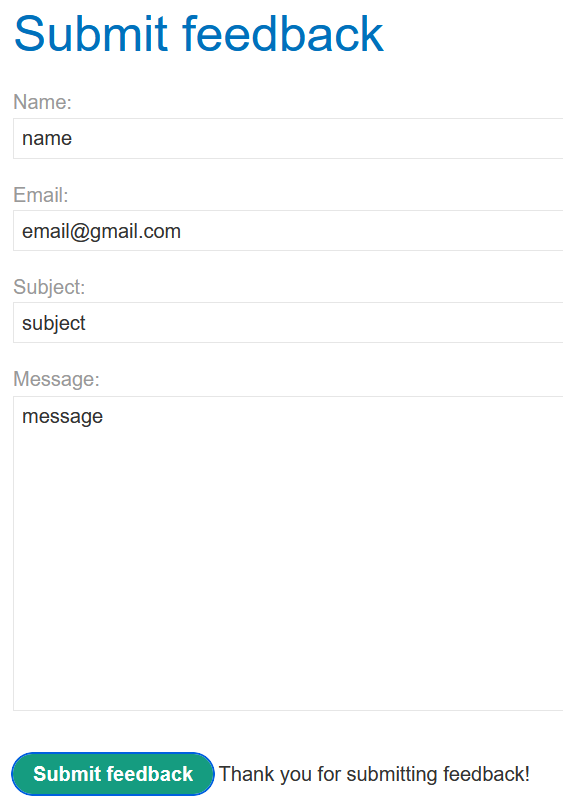 Submit feedback
Name:
name
Email:
email@gmail.com
Subject:
subject
Message:
message
Submit feedback Thank you for submitting feedback!